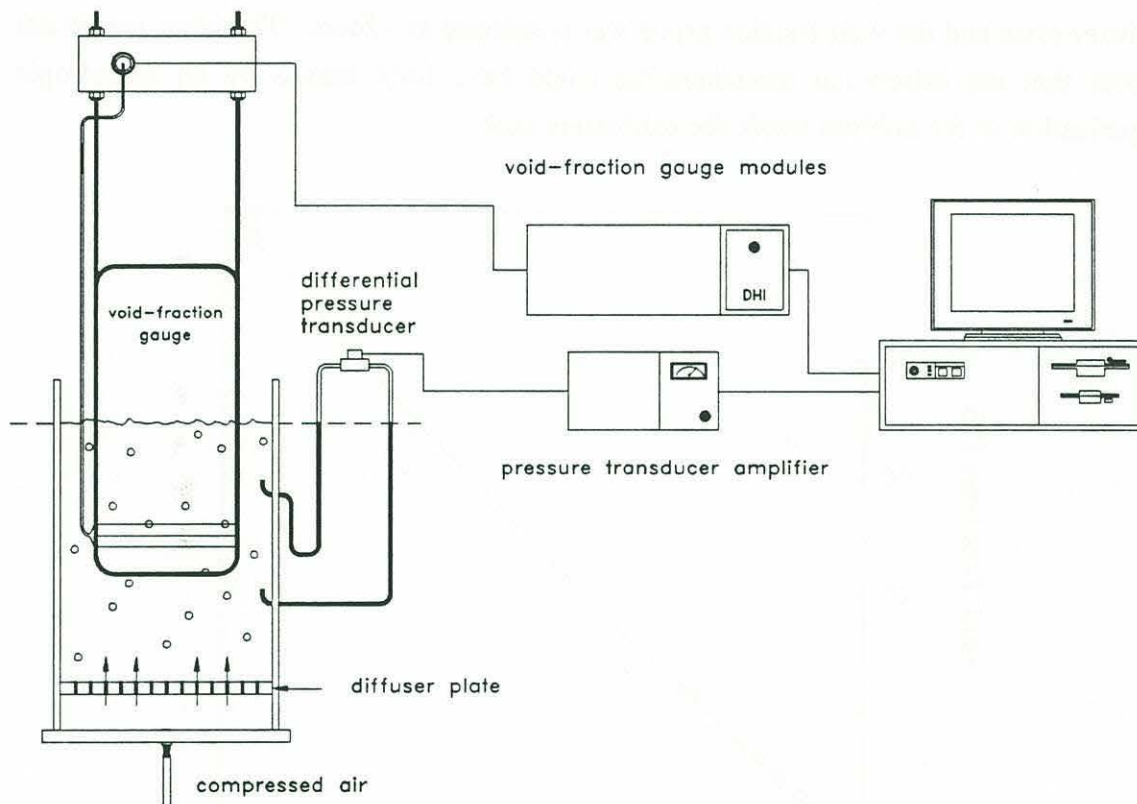 void-fraction gauge modules
differential
pressure
transducer
DHI
void-fraction
gauge
pressure transducer amplifier
diffuser plate
compressed air